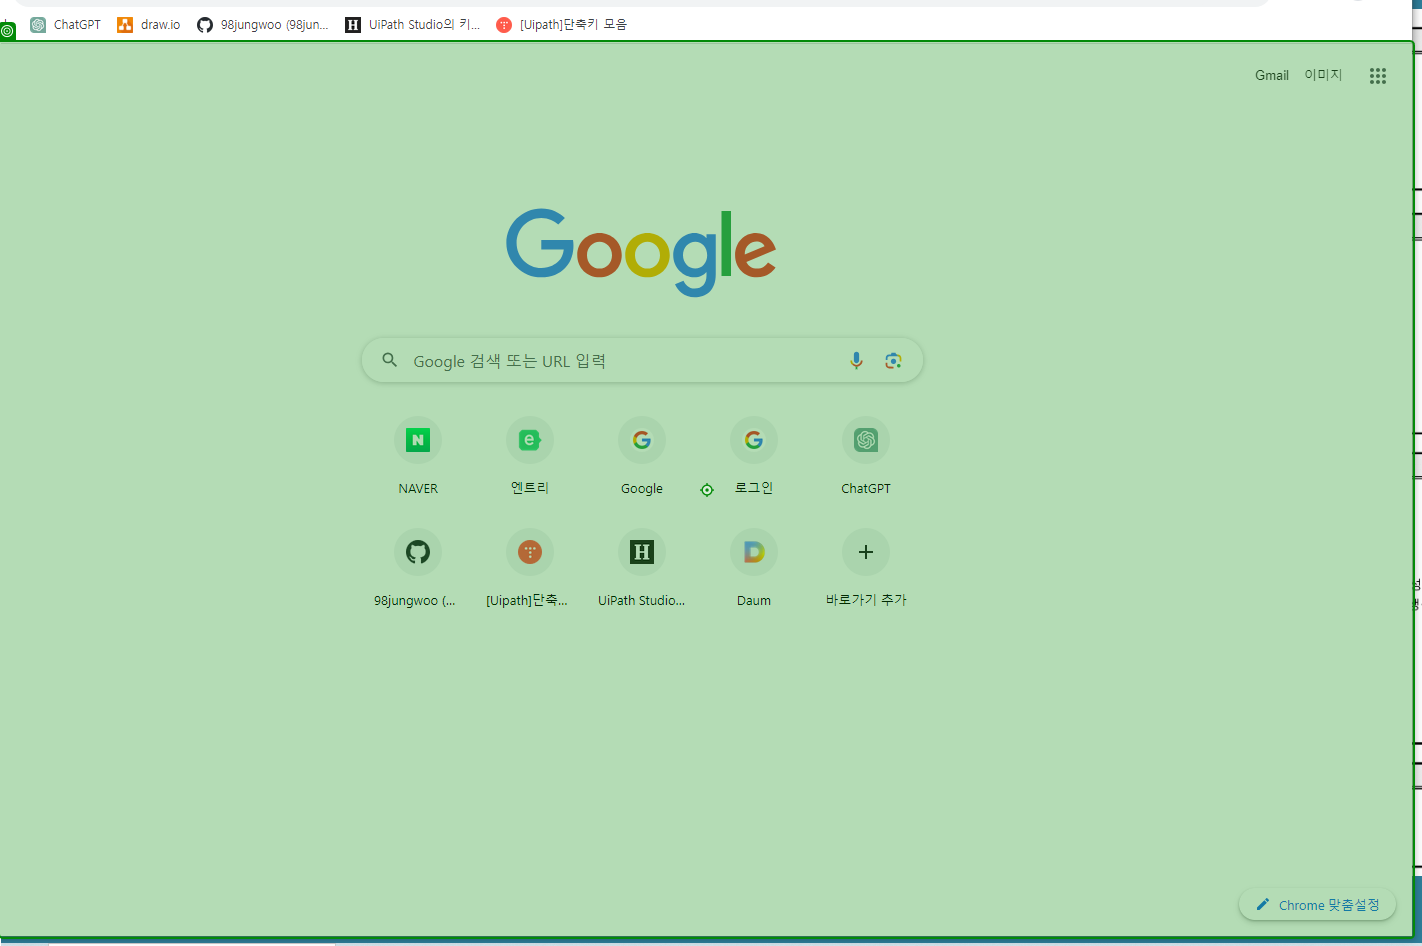 ChatGPT draw.io 98jungwoo (98jun... UiPath Studio의 키... [Uipath]단축키 모음
Gmail 이미지
Google
Google 검색 또는 URL 입력
NAVER 엔트리 Google 로그인 ChatGPT
98jungwoo (... [Uipath]단축... UiPath Studio... Daum 바로가기 추가
Chrome 맞춤설정